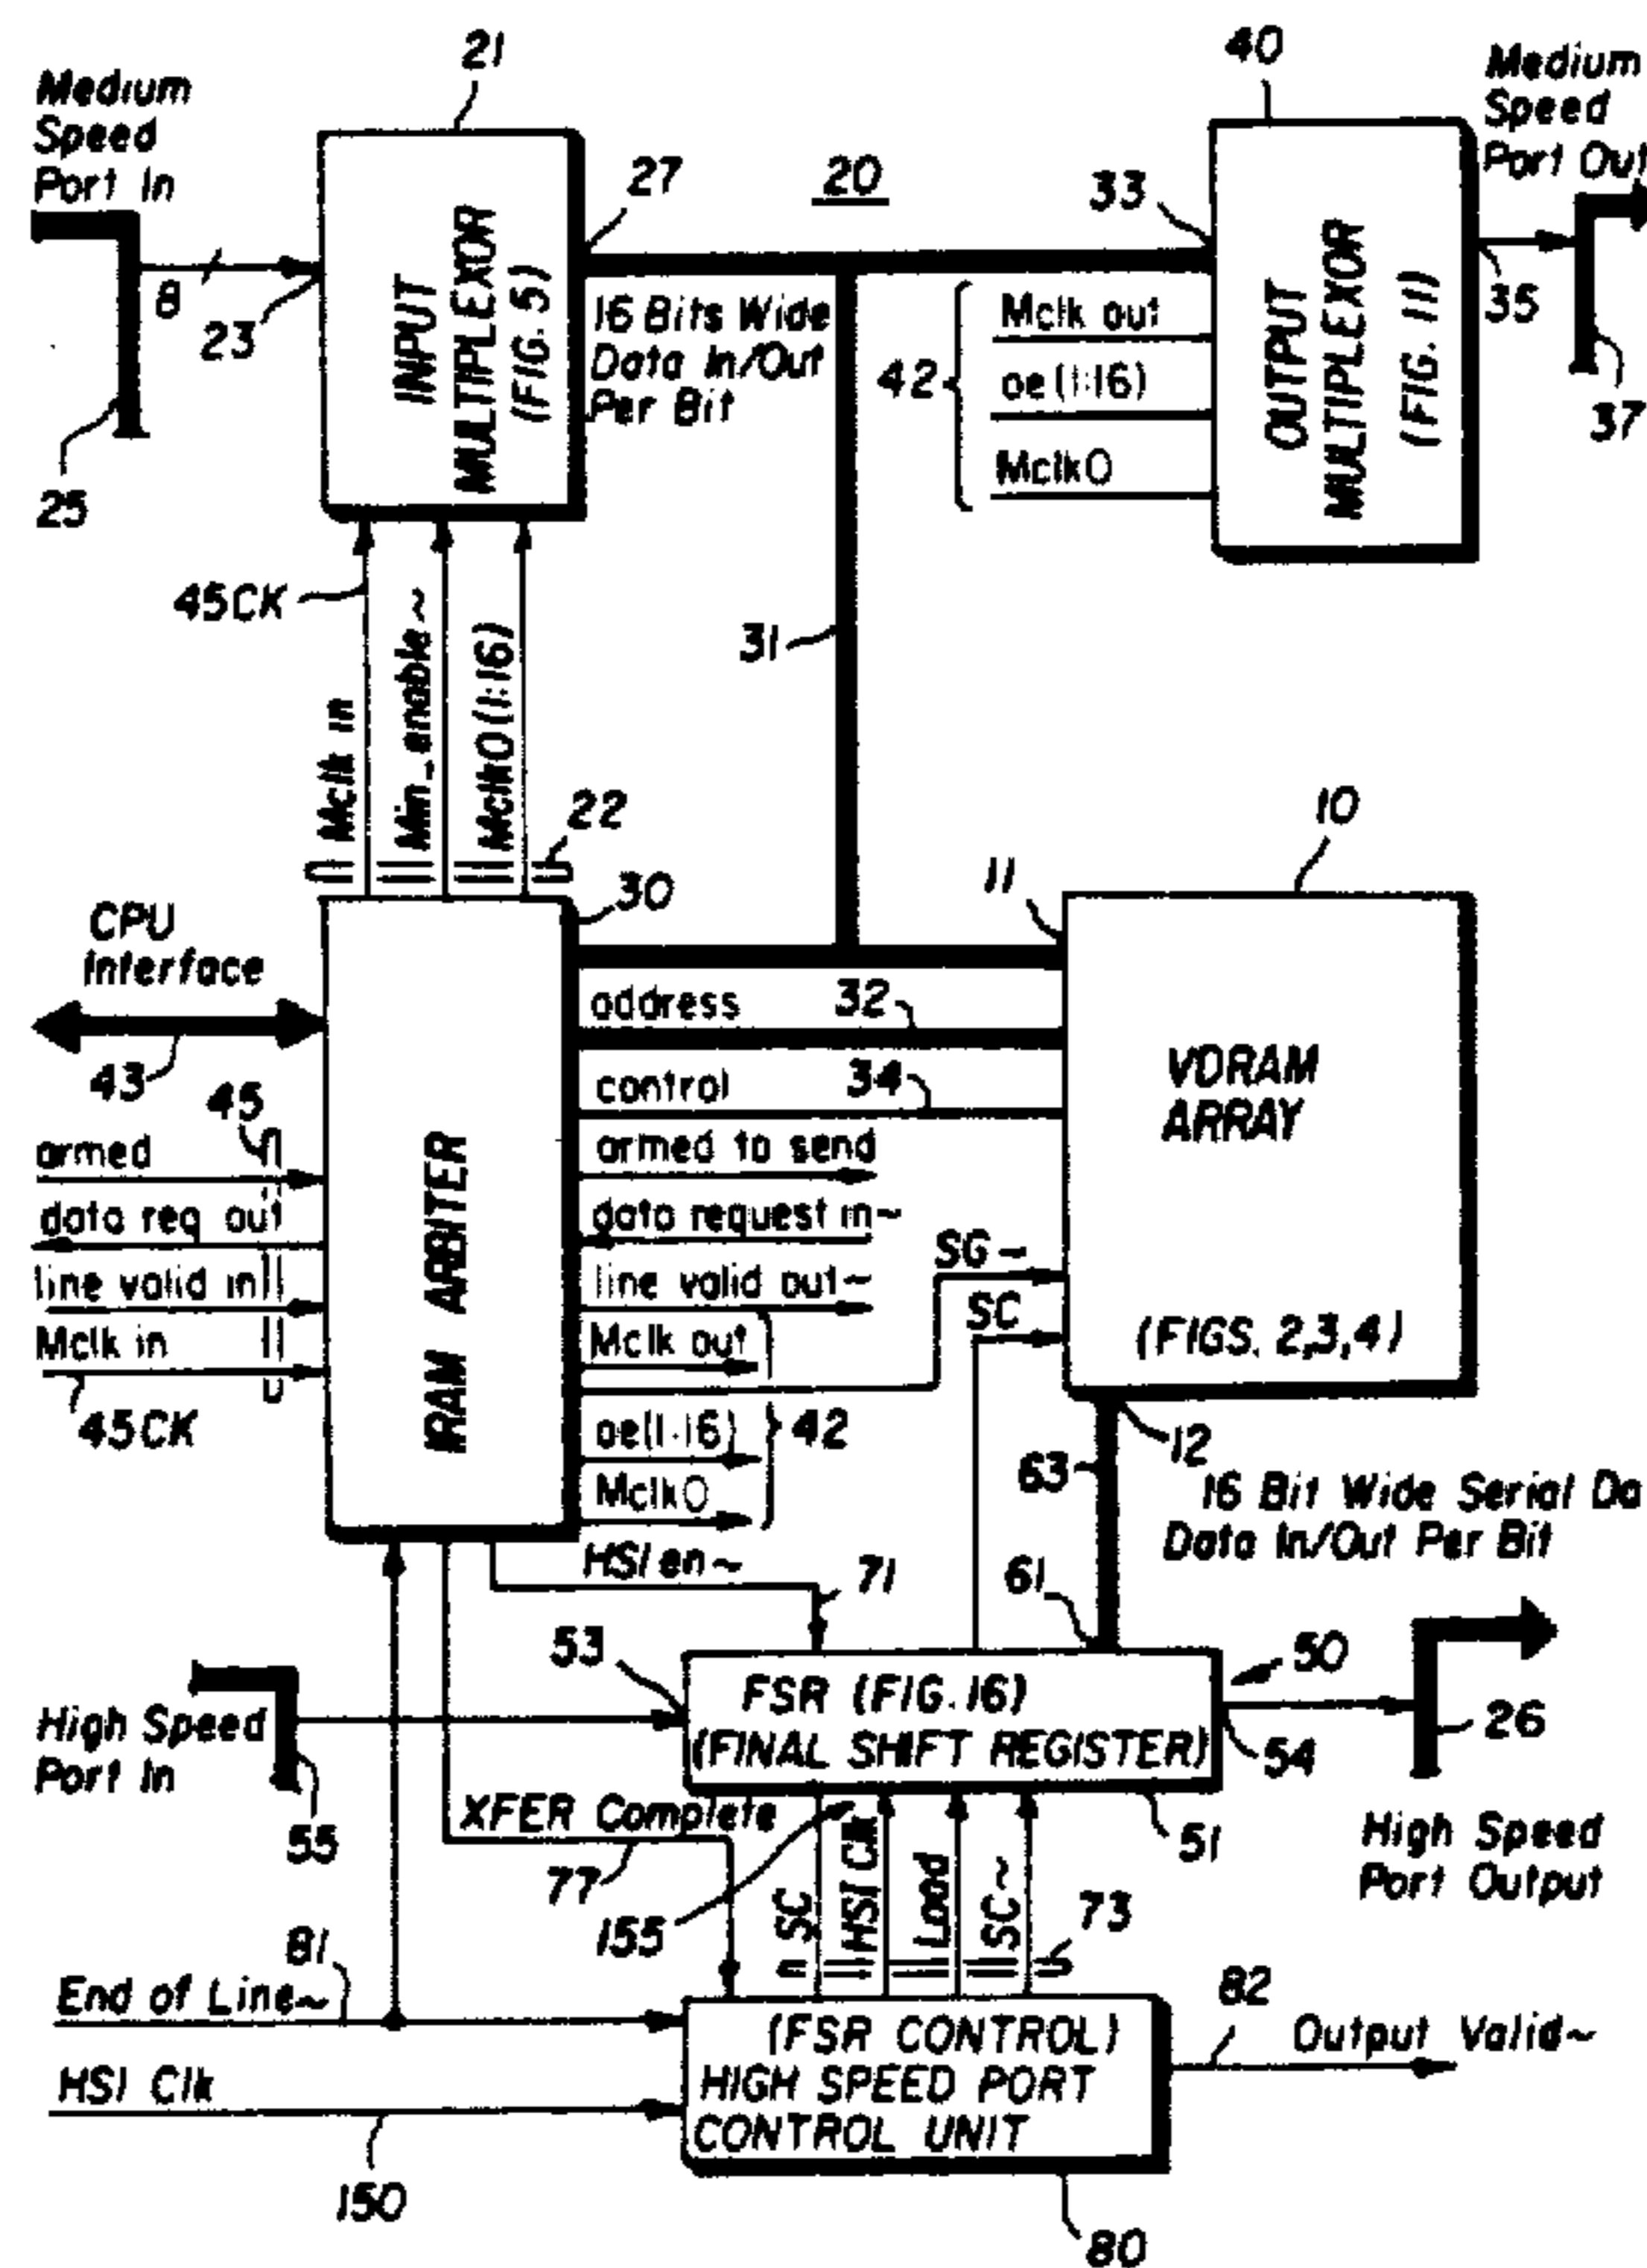 21
40
Medium
Speed
Port In
Medium
Speed
Port Out
27
20
33
8
23
INPUT
MULTIPLEXOR
(FIG. 5)
16 Bits Wide
Data In/Out
Per Bit
42
Mclk out
oe (1:16)
Mclk0
OUTPUT
MULTIPLEXOR
(FIG. 11)
35
37
25
45CK
31
Mclk in
Min_enable~
Mclk0 (1:16)
22
10
30
11
CPU
Interface
43
45
address
32
control
34
VDRAM
ARRAY
armed
data req out
line valid in
Mclk in
45CK
IRAM ARBITER
armed to send
data request in~
line valid out~
Mclk out
oe(1:16)
Mclk0
42
SG~
SC
(FIGS. 2,3,4)
12
63
16 Bit Wide Serial Da
Data In/Out Per Bit
HSI en~
71
61
53
50
High Speed
Port In
55
FSR (FIG. 16)
(FINAL SHIFT REGISTER)
54
26
XFER Complete
77
155
SC
HSI Clk
Load
SC~
73
51
High Speed
Port Output
81
End of Line~
HSI Clk
150
(FSR CONTROL)
HIGH SPEED PORT
CONTROL UNIT
82
Output Valid~
80